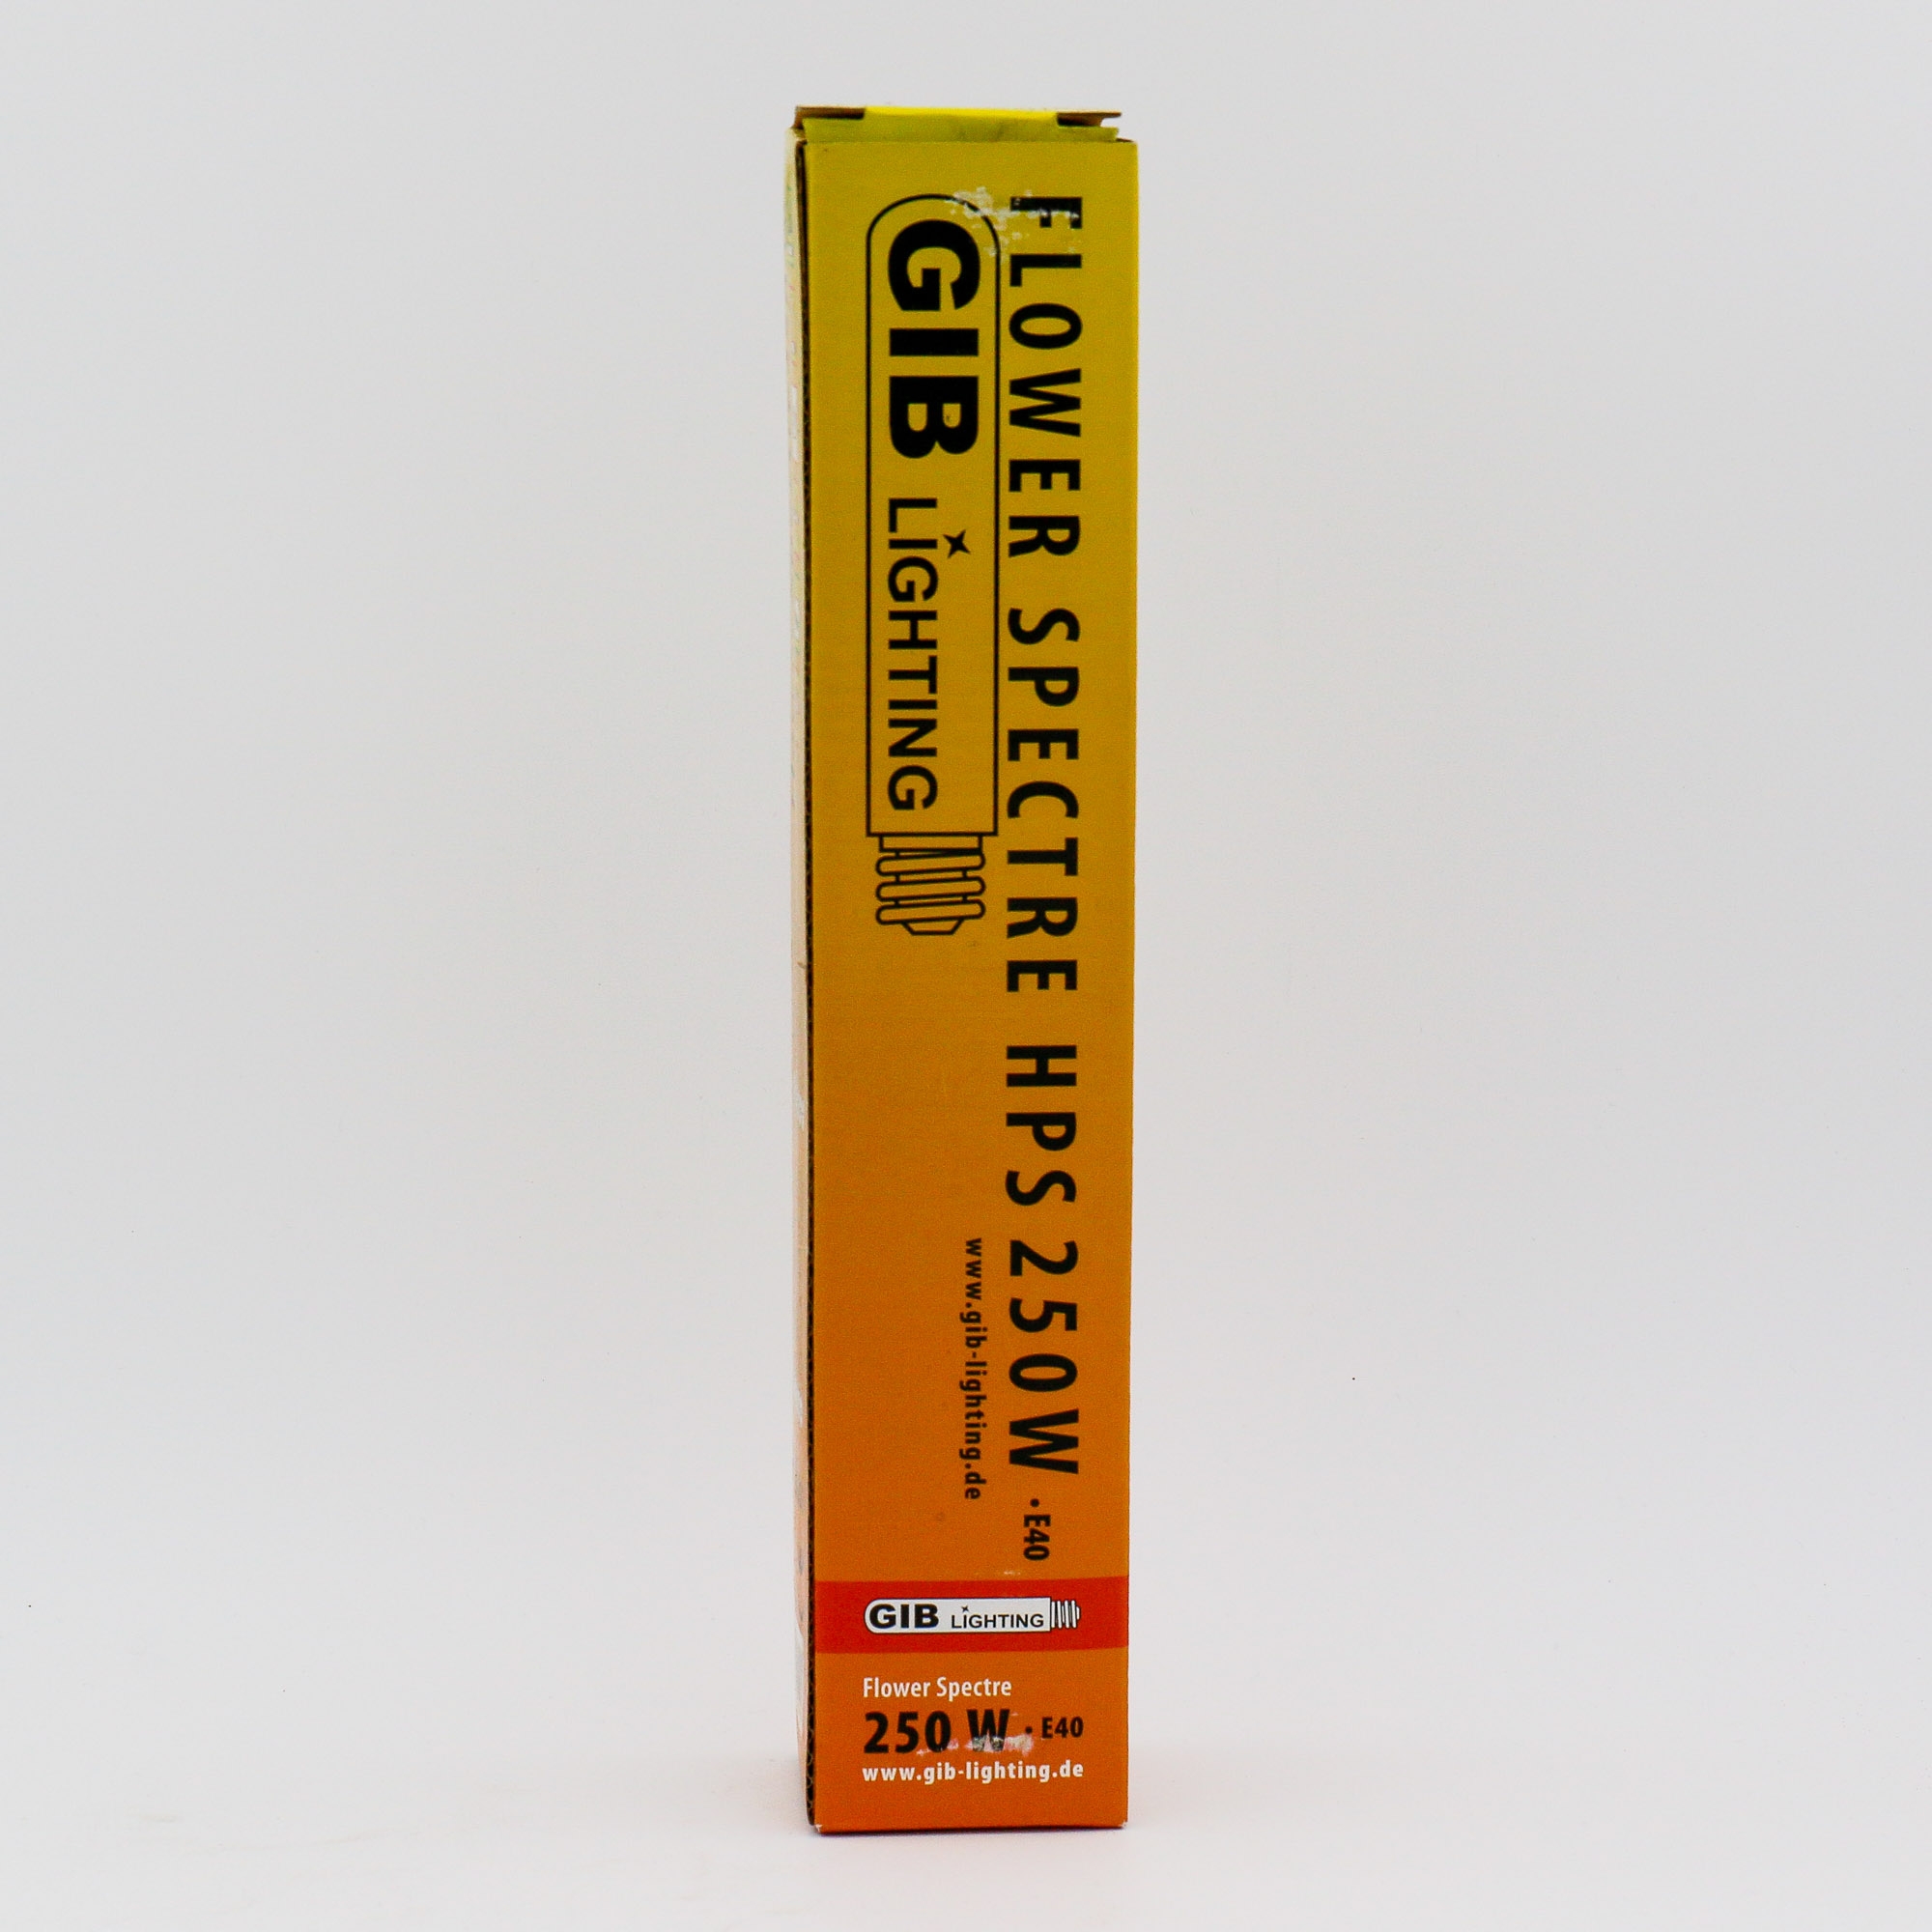 FLOWER SPECTRE HPS 250W • E40
GIB LIGHTING
www.gib-lighting.de
GIB LIGHTING
Flower Spectre
250 W • E40
www.gib-lighting.de